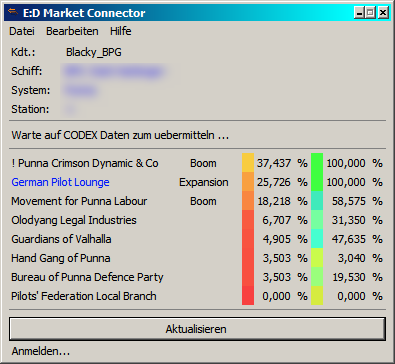 E:D Market Connector
Datei Bearbeiten Hilfe
Kdt.: Blacky_BPG
Schiff:
System:
Station:
Warte auf CODEX Daten zum uebermitteln ...
! Punna Crimson Dynamic & Co Boom 37,437 % 100,000 %
German Pilot Lounge Expansion 25,726 % 100,000 %
Movement for Punna Labour Boom 18,218 % 58,575 %
Olodyang Legal Industries 6,707 % 31,350 %
Guardians of Valhalla 4,905 % 47,635 %
Hand Gang of Punna 3,503 % 3,040 %
Bureau of Punna Defence Party 3,503 % 19,530 %
Pilots' Federation Local Branch 0,000 % 0,000 %
Aktualisieren
Anmelden...